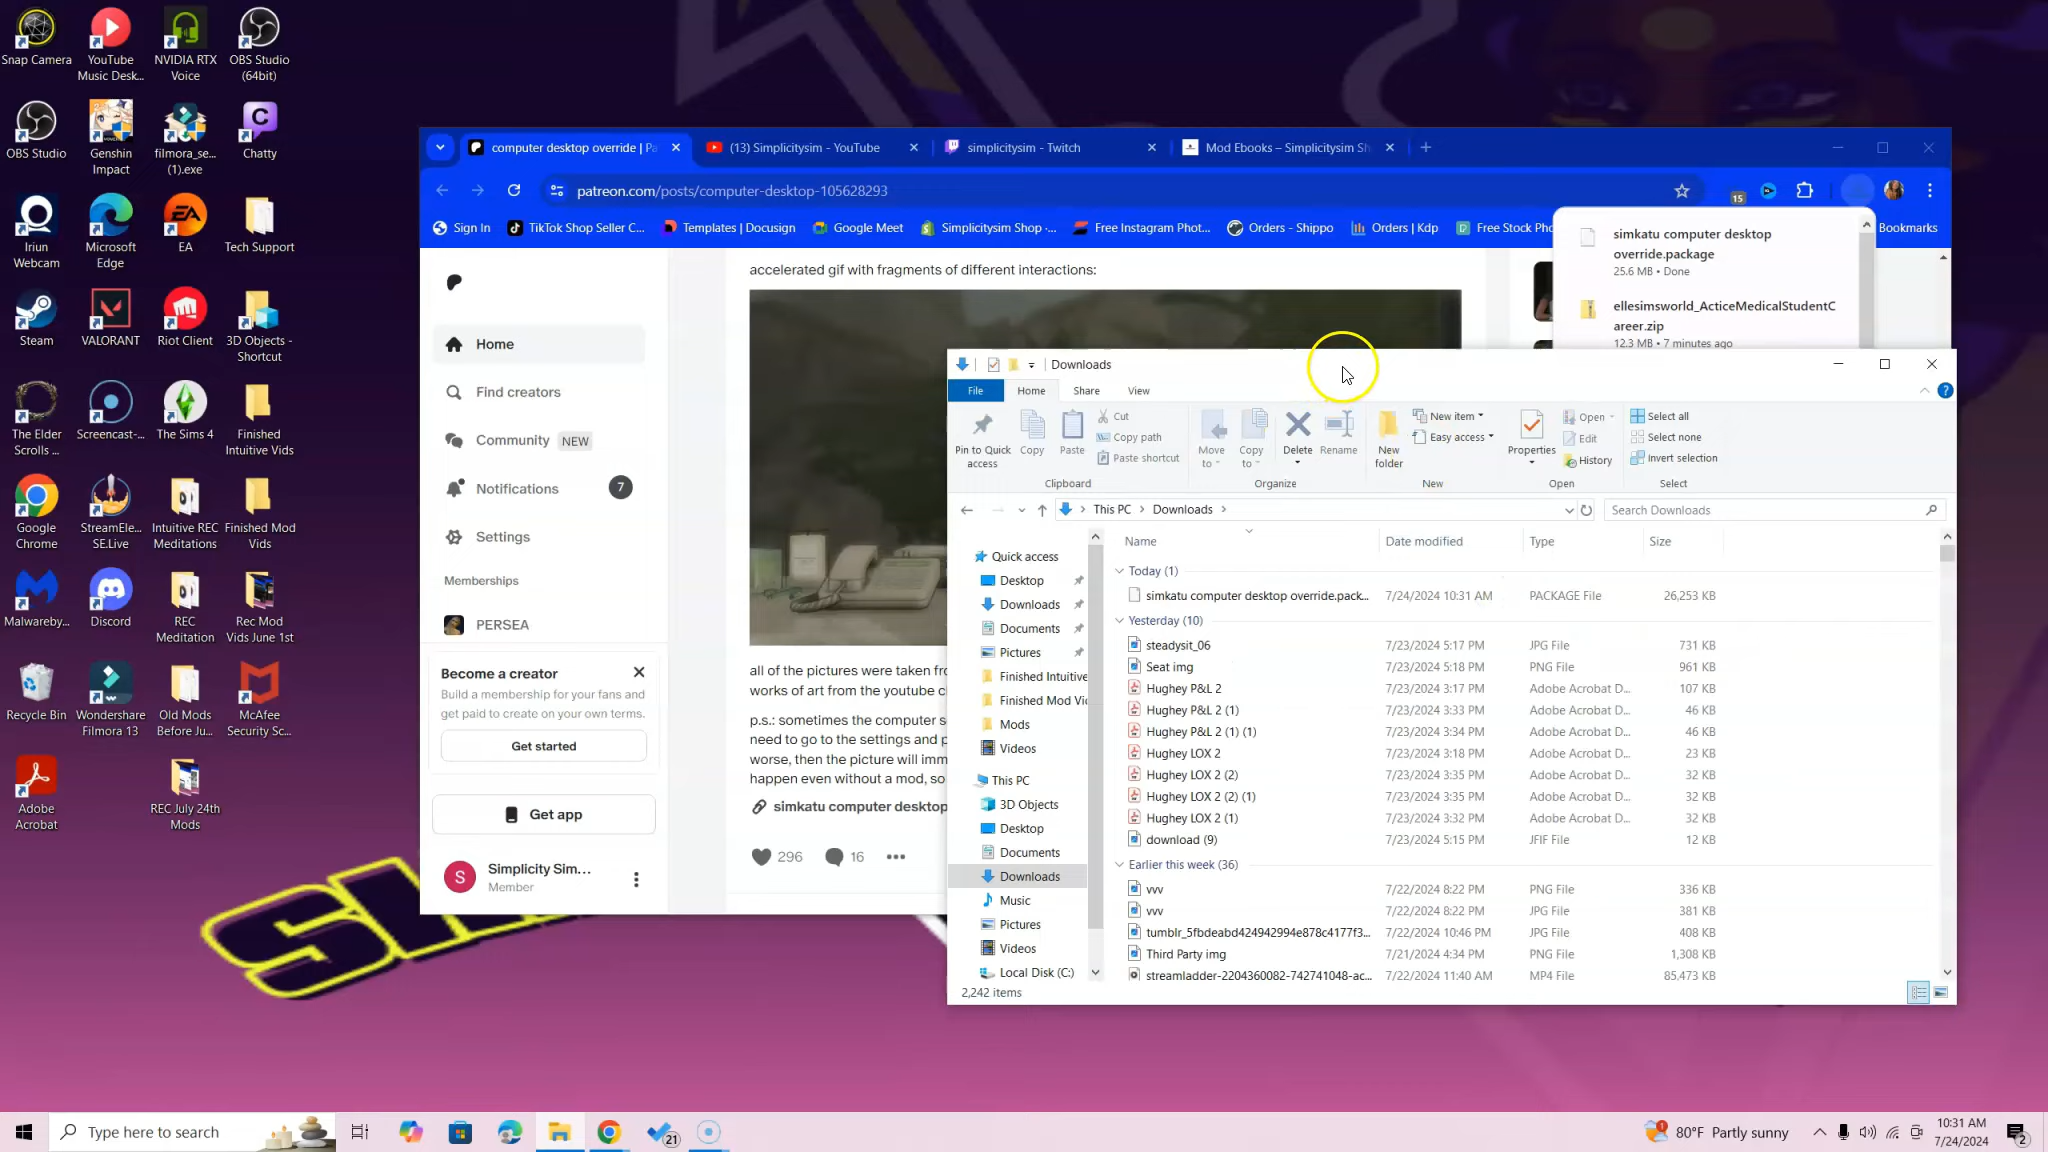 Snap Camera
YouTube Music Desk...
NVIDIA RTX Voice
OBS Studio (64bit)
OBS Studio
Genshin Impact
filmora_se... (1).exe
Chatty
Iriun Webcam
Microsoft Edge
EA
Tech Support
Steam
VALORANT
Riot Client
3D Objects - Shortcut
The Elder Scrolls ...
Screencast-...
The Sims 4
Finished Intuitive Vids
Google Chrome
StreamEle... SE.Live
Intuitive REC Meditations
Finished Mod Vids
Malwareby...
Discord
REC Meditation
Rec Mod Vids June 1st
Recycle Bin
Wondershare Filmora 13
Old Mods Before Ju...
McAfee Security Sc...
Adobe Acrobat
REC July 24th Mods
computer desktop override | Pa
(13) Simplicitysim - YouTube
simplicitysim - Twitch
Mod Ebooks – Simplicitysim Sh
patreon.com/posts/computer-desktop-105628293
15
Sign In
TikTok Shop Seller C...
Templates | Docusign
Google Meet
Simplicitysim Shop ·...
Free Instagram Phot...
Orders - Shippo
Orders | Kdp
Free Stock Pho
Bookmarks
simkatu computer desktop
override.package
25.6 MB • Done
ellesimsworld_ActiceMedicalStudentC
areer.zip
12.3 MB • 7 minutes ago
Home
Find creators
Community NEW
Notifications 7
Settings
Memberships
PERSEA
Become a creator
Build a membership for your fans and
get paid to create on your own terms.
Get started
Get app
S
Simplicity Sim...
Member
accelerated gif with fragments of different interactions:
all of the pictures were taken fro
works of art from the youtube c
p.s.: sometimes the computer s
need to go to the settings and p
worse, then the picture will imm
happen even without a mod, so
simkatu computer desktop
296 16
Downloads
File Home Share View
Pin to Quick access
Copy
Paste
Cut
Copy path
Paste shortcut
Clipboard
Move to
Copy to
Delete
Rename
Organize
New folder
New item
Easy access
New
Properties
Open
Edit
History
Open
Select all
Select none
Invert selection
Select
This PC > Downloads >
Search Downloads
Name Date modified Type Size
Quick access
Desktop
Downloads
Documents
Pictures
Finished Intuitive
Finished Mod Vi
Mods
Videos
This PC
3D Objects
Desktop
Documents
Downloads
Music
Pictures
Videos
Local Disk (C:)
Today (1)
simkatu computer desktop override.pack... 7/24/2024 10:31 AM PACKAGE File 26,253 KB
Yesterday (10)
steadysit_06 7/23/2024 5:17 PM JPG File 731 KB
Seat img 7/23/2024 5:18 PM PNG File 961 KB
Hughey P&L 2 7/23/2024 3:17 PM Adobe Acrobat D... 107 KB
Hughey P&L 2 (1) 7/23/2024 3:33 PM Adobe Acrobat D... 46 KB
Hughey P&L 2 (1) (1) 7/23/2024 3:34 PM Adobe Acrobat D... 46 KB
Hughey LOX 2 7/23/2024 3:18 PM Adobe Acrobat D... 23 KB
Hughey LOX 2 (2) 7/23/2024 3:35 PM Adobe Acrobat D... 32 KB
Hughey LOX 2 (2) (1) 7/23/2024 3:35 PM Adobe Acrobat D... 32 KB
Hughey LOX 2 (1) 7/23/2024 3:32 PM Adobe Acrobat D... 32 KB
download (9) 7/23/2024 5:15 PM JFIF File 12 KB
Earlier this week (36)
vvv 7/22/2024 8:22 PM PNG File 336 KB
vvv 7/22/2024 8:22 PM JPG File 381 KB
tumblr_5fbdeabd424942994e878c4177f3... 7/22/2024 10:46 PM JPG File 408 KB
Third Party img 7/21/2024 4:34 PM PNG File 1,308 KB
streamladder-2204360082-742741048-ac... 7/22/2024 11:40 AM MP4 File 85,473 KB
2,242 items
Type here to search
21
80°F Partly sunny
10:31 AM
7/24/2024
2